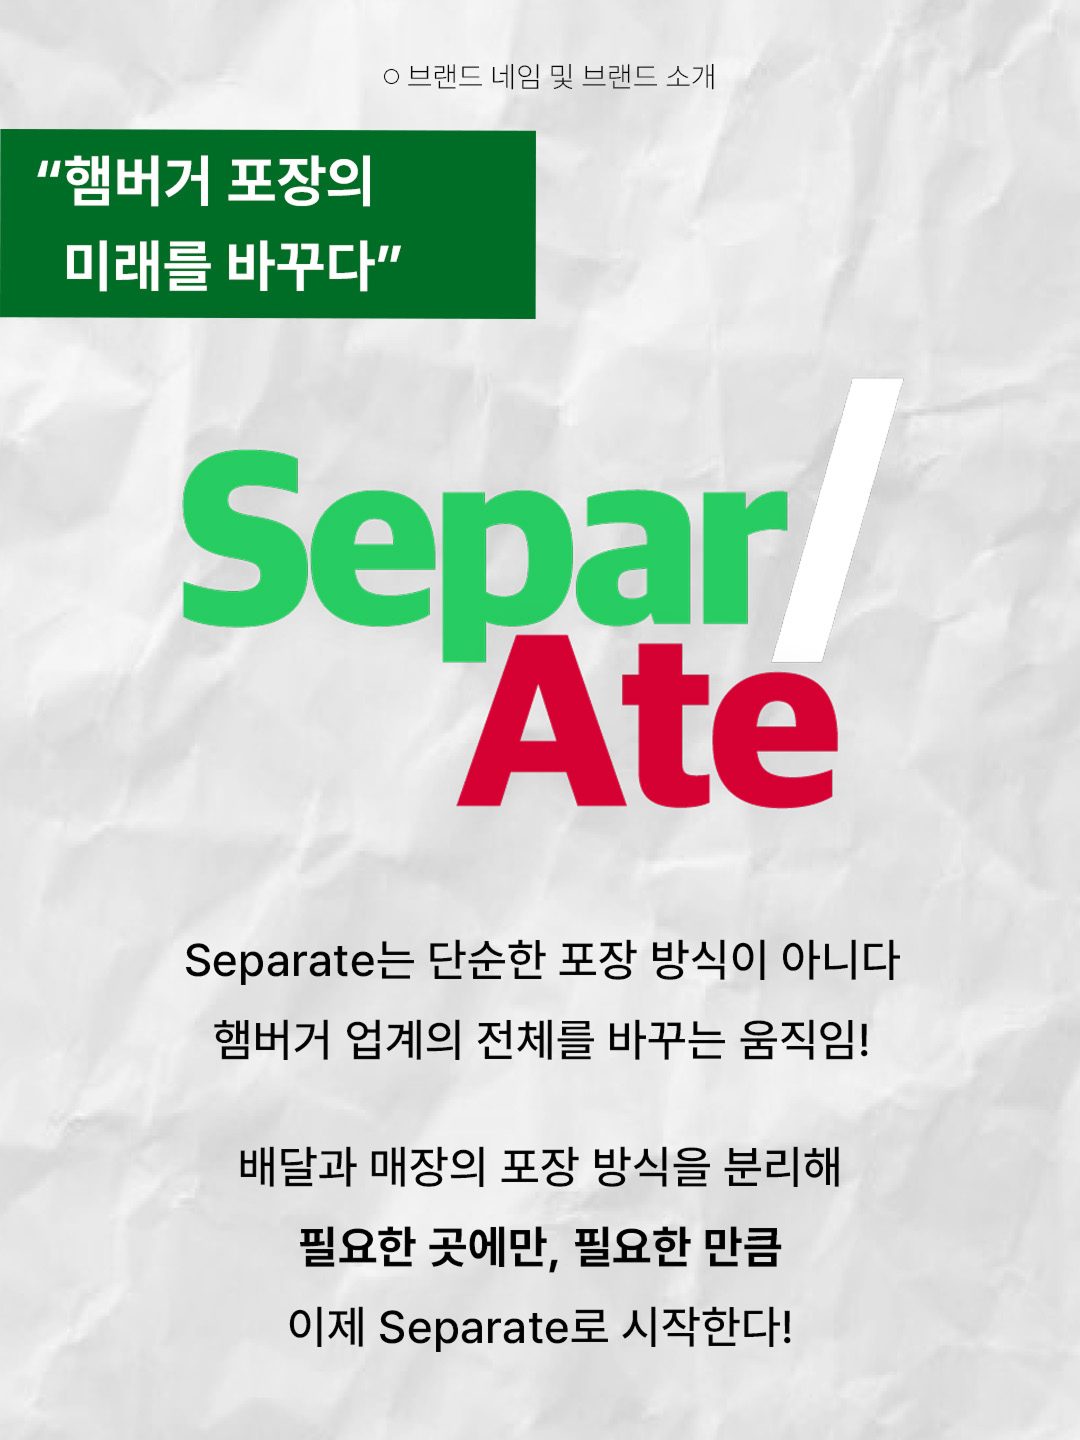 ○ 브랜드 네임 및 브랜드 소개
“햄버거 포장의
미래를 바꾸다”
Separ/
Ate
Separate는 단순한 포장 방식이 아니다
햄버거 업계의 전체를 바꾸는 움직임!
배달과 매장의 포장 방식을 분리해
필요한 곳에만, 필요한 만큼
이제 Separate로 시작한다!